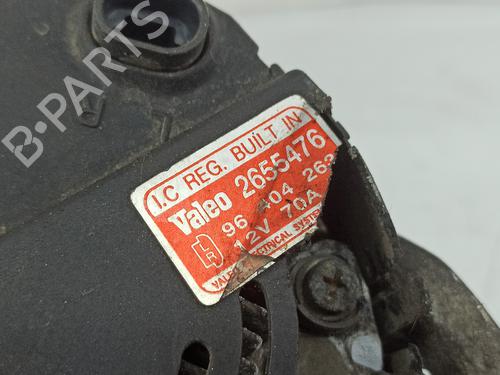 B-PARTS
I.C REG. BUILT IN
Valeo 2655476
96 404 263
L R 12V 70A